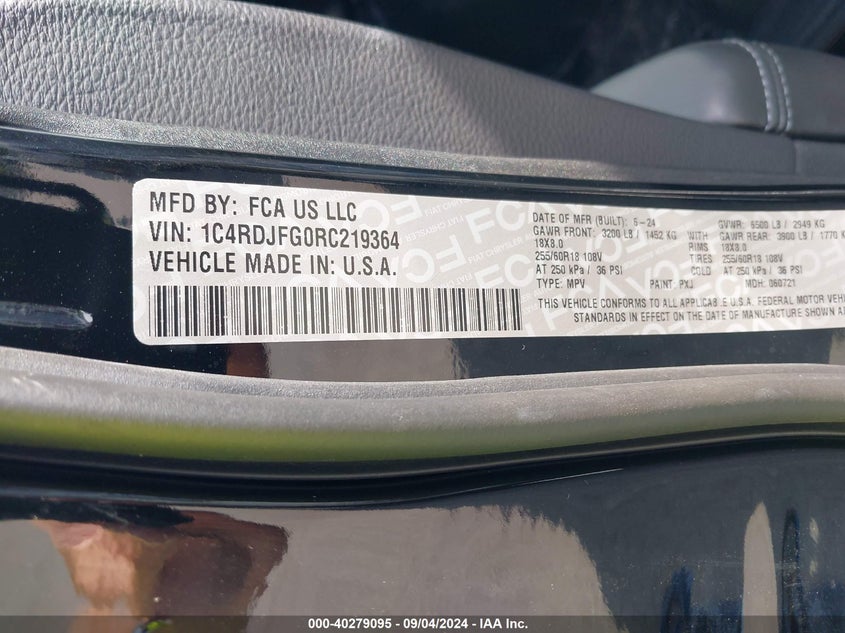 MFD BY: FCA US LLC
VIN: 1C4RDJFG0RC219364
VEHICLE MADE IN: U.S.A.
DATE OF MFR (BUILT): 6-24 GVWR: 6500 LB / 2949 KG
GAWR FRONT: 3200 LB / 1452 KG GAWR REAR: 3900 LB / 1770 KG
18X8.0 RIMS 18X8.0
255/60R18 108V TIRES 255/60R18 108V
AT 250 kPa / 36 PSI COLD AT 250 kPa / 36 PSI
TYPE: MPV PAINT: PXJ MDH: 060721
THIS VEHICLE CONFORMS TO ALL APPLICABLE U.S.A. FEDERAL MOTOR VEHIC
STANDARDS IN EFFECT ON THE DATE OF MANUFACTURE SHOWN A
000-40279095 - 09/04/2024 - IAA Inc.